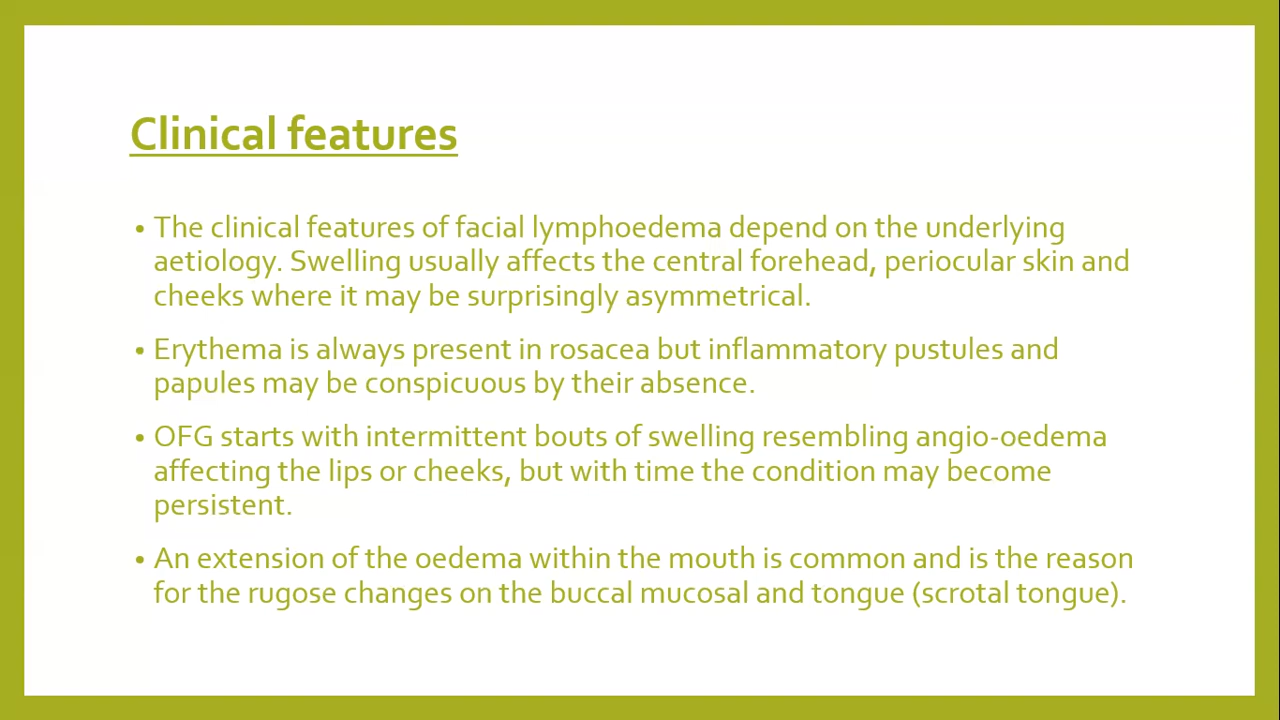 Clinical features
• The clinical features of facial lymphoedema depend on the underlying
aetiology. Swelling usually affects the central forehead, periocular skin and
cheeks where it may be surprisingly asymmetrical.
• Erythema is always present in rosacea but inflammatory pustules and
papules may be conspicuous by their absence.
• OFG starts with intermittent bouts of swelling resembling angio-oedema
affecting the lips or cheeks, but with time the condition may become
persistent.
• An extension of the oedema within the mouth is common and is the reason
for the rugose changes on the buccal mucosal and tongue (scrotal tongue).